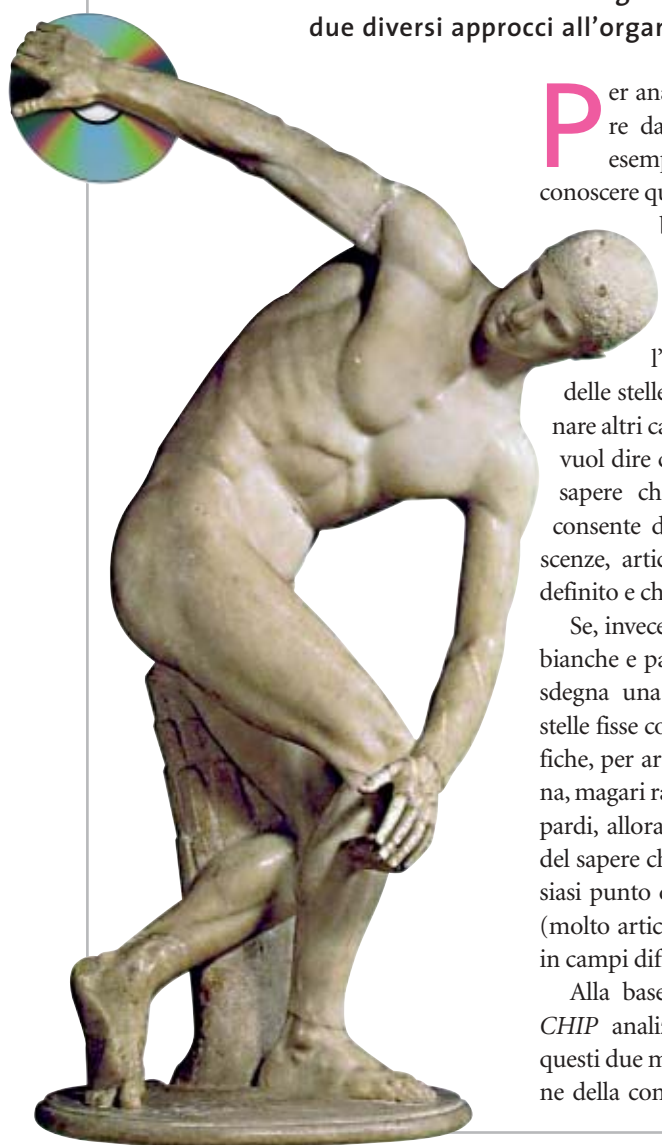 due diversi approcci all'organ
Per ana
re da
esemp
conoscere qu
l'
delle stelle
nare altri ca
vuol dire c
sapere ch
consente d
scenze, artic
definito e ch
Se, invece
bianche e pa
sdegna una
stelle fisse co
fiche, per ar
na, magari ra
pardi, allora
del sapere ch
siasi punto c
(molto artic
in campi dif
Alla base
CHIP analiz
questi due m
ne della con